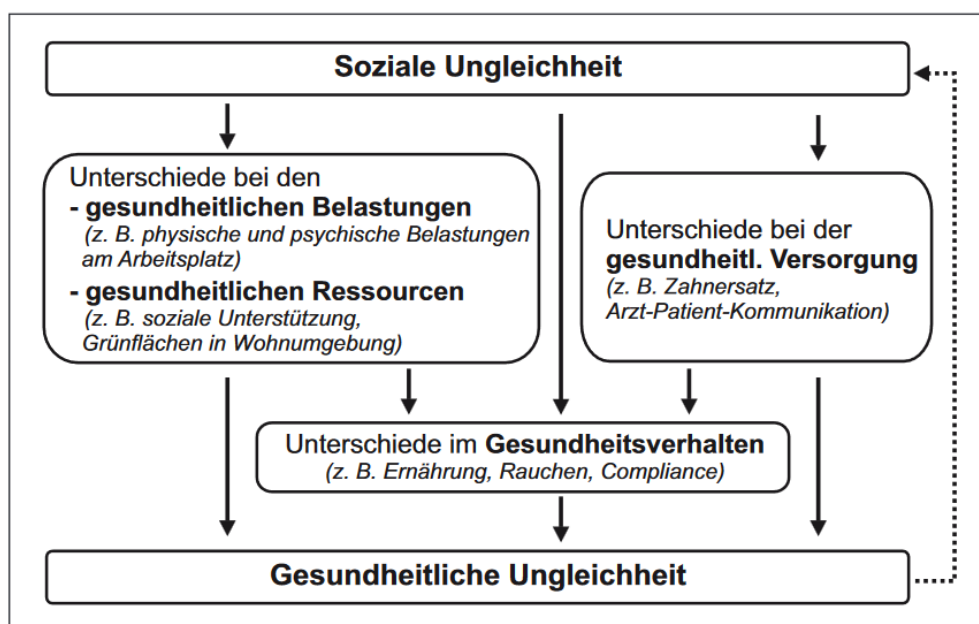 Soziale Ungleichheit
Unterschiede bei den
- gesundheitlichen Belastungen
(z. B. physische und psychische Belastungen
am Arbeitsplatz)
- gesundheitlichen Ressourcen
(z. B. soziale Unterstützung,
Grünflächen in Wohnumgebung)
Unterschiede bei der
gesundheitl. Versorgung
(z. B. Zahnersatz,
Arzt-Patient-Kommunikation)
Unterschiede im Gesundheitsverhalten
(z. B. Ernährung, Rauchen, Compliance)
Gesundheitliche Ungleichheit